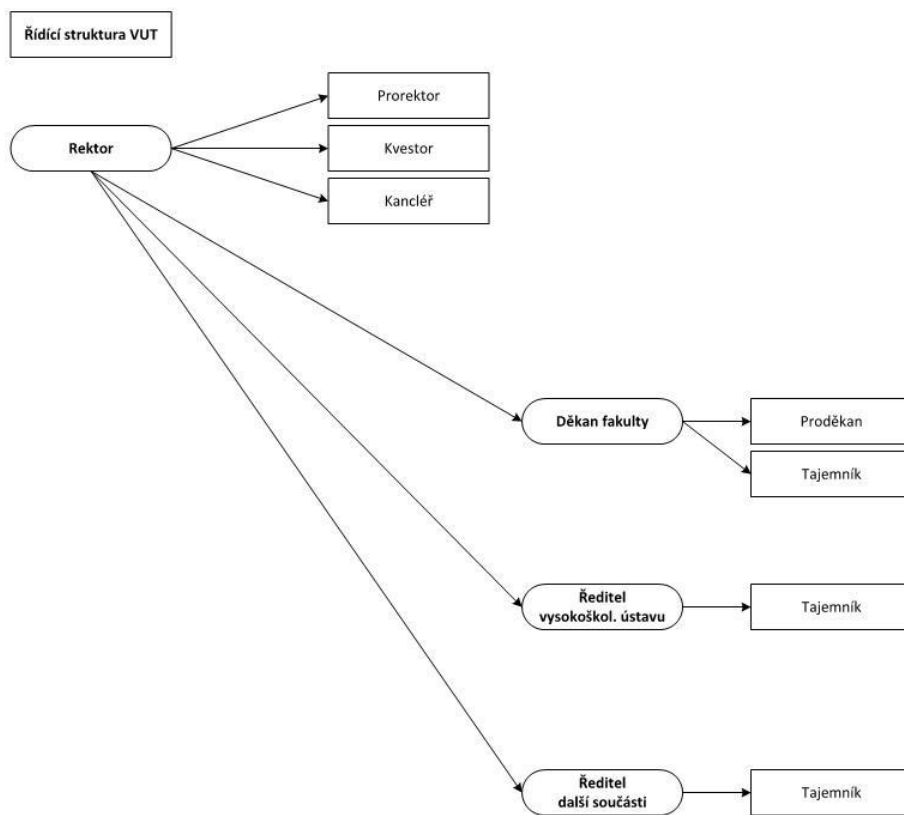 Řídící struktura VUT
Prorektor
Rektor
Kvestor
Kancléř
Děkan fakulty
Proděkan
Tajemník
Ředitel
vysokoškol. ústavu
Tajemník
Ředitel
další součásti
Tajemník